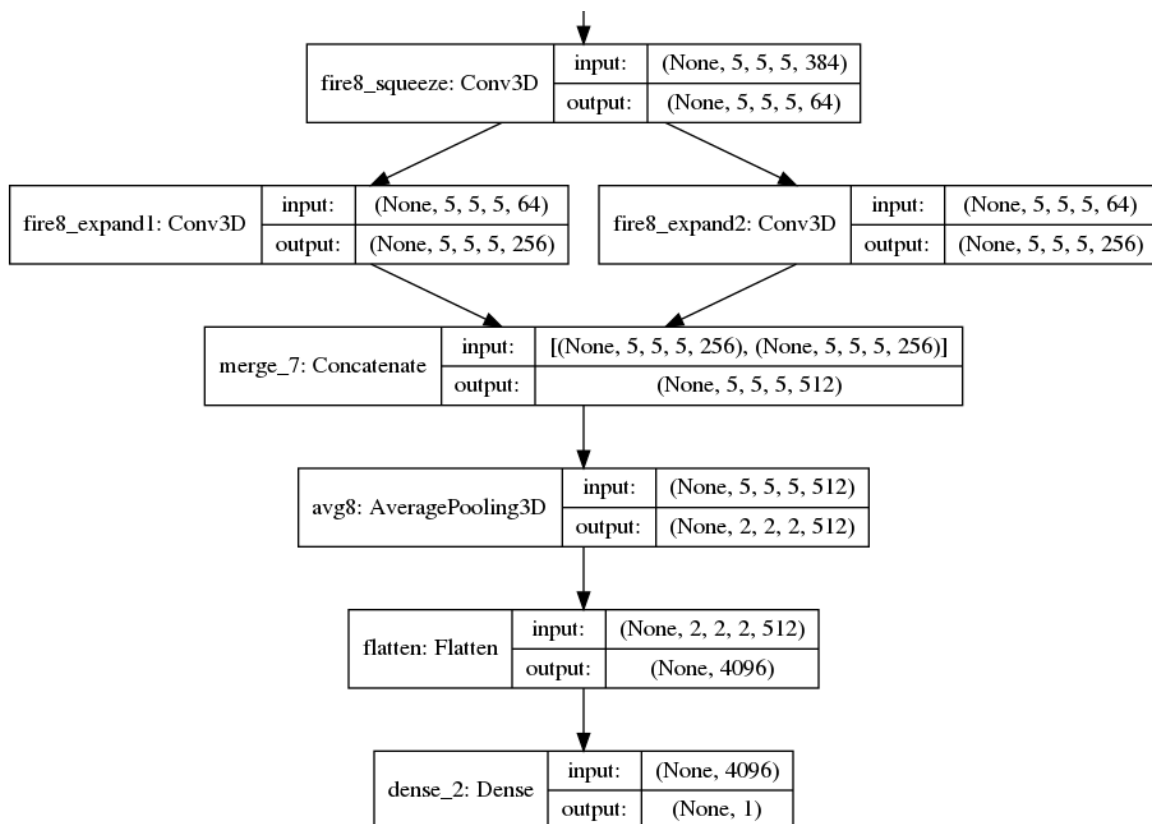 fire8_squeeze: Conv3D
input:
(None, 5, 5, 5, 384)
output:
(None, 5, 5, 5, 64)
fire8_expand1: Conv3D
input:
(None, 5, 5, 5, 64)
output:
(None, 5, 5, 5, 256)
fire8_expand2: Conv3D
input:
(None, 5, 5, 5, 64)
output:
(None, 5, 5, 5, 256)
merge_7: Concatenate
input:
[(None, 5, 5, 5, 256), (None, 5, 5, 5, 256)]
output:
(None, 5, 5, 5, 512)
avg8: AveragePooling3D
input:
(None, 5, 5, 5, 512)
output:
(None, 2, 2, 2, 512)
flatten: Flatten
input:
(None, 2, 2, 2, 512)
output:
(None, 4096)
dense_2: Dense
input:
(None, 4096)
output:
(None, 1)